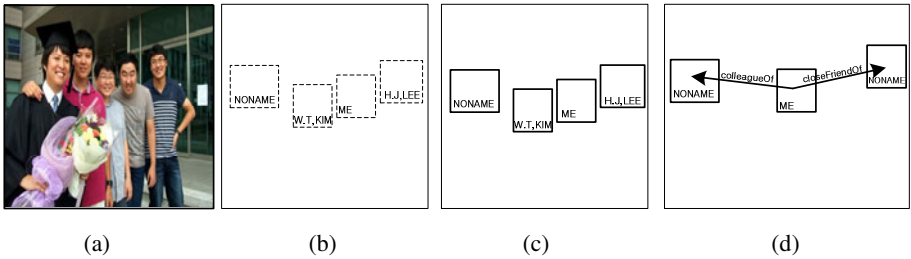 NONAME
W.T,KIM
ME
H.J,LEE
NONAME
W.T,KIM
ME
H.J,LEE
colleagueOf
closeFriendOf
NONAME
ME
NONAME
(a) (b) (c) (d)